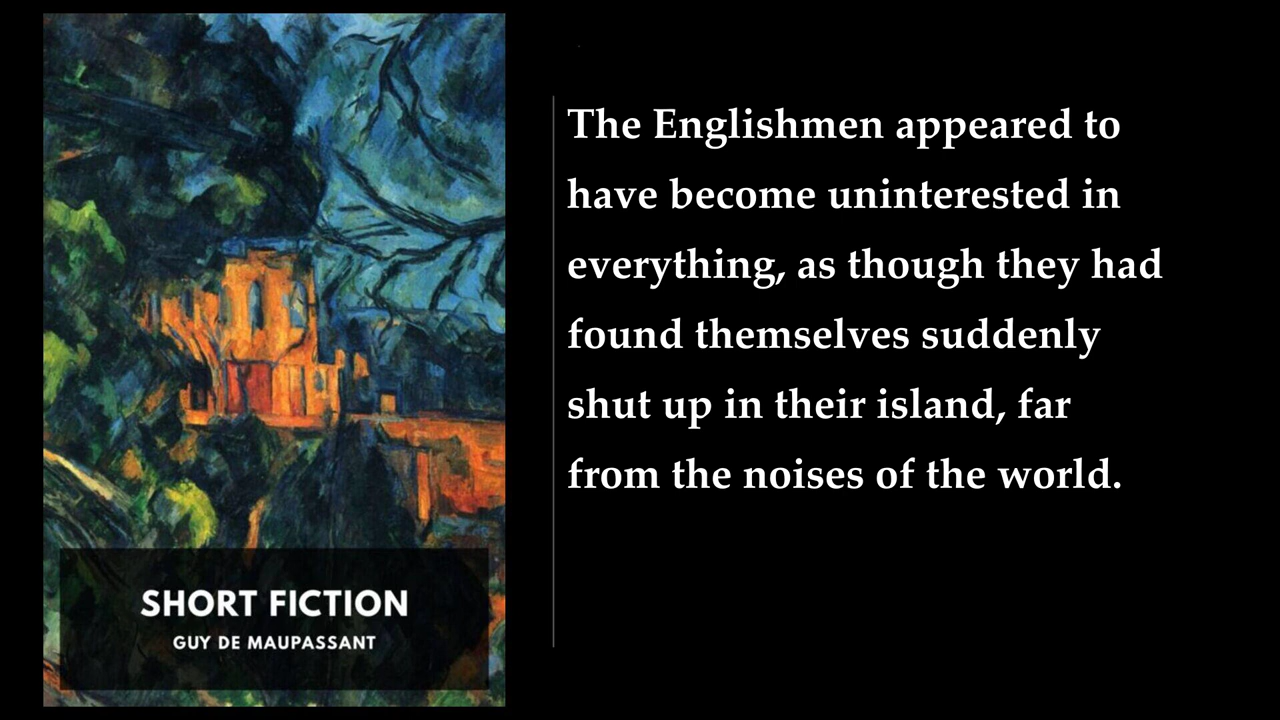 The Englishmen appeared to
have become uninterested in
everything, as though they had
found themselves suddenly
shut up in their island, far
from the noises of the world.
SHORT FICTION
GUY DE MAUPASSANT